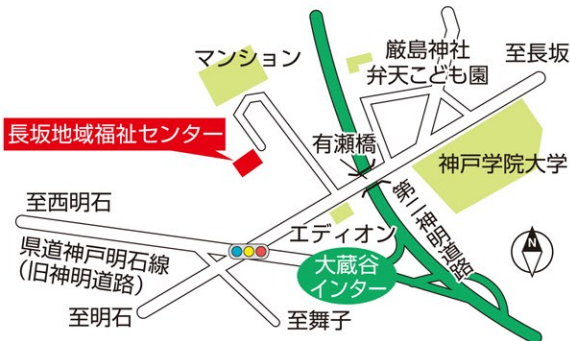 マンション
厳島神社
弁天こども園
至長坂
長坂地域福祉センター
有瀬橋
神戸学院大学
至西明石
エディオン
第二神明道路
県道神戸明石線
(旧神明道路)
大蔵谷
インター
N
至明石
至舞子